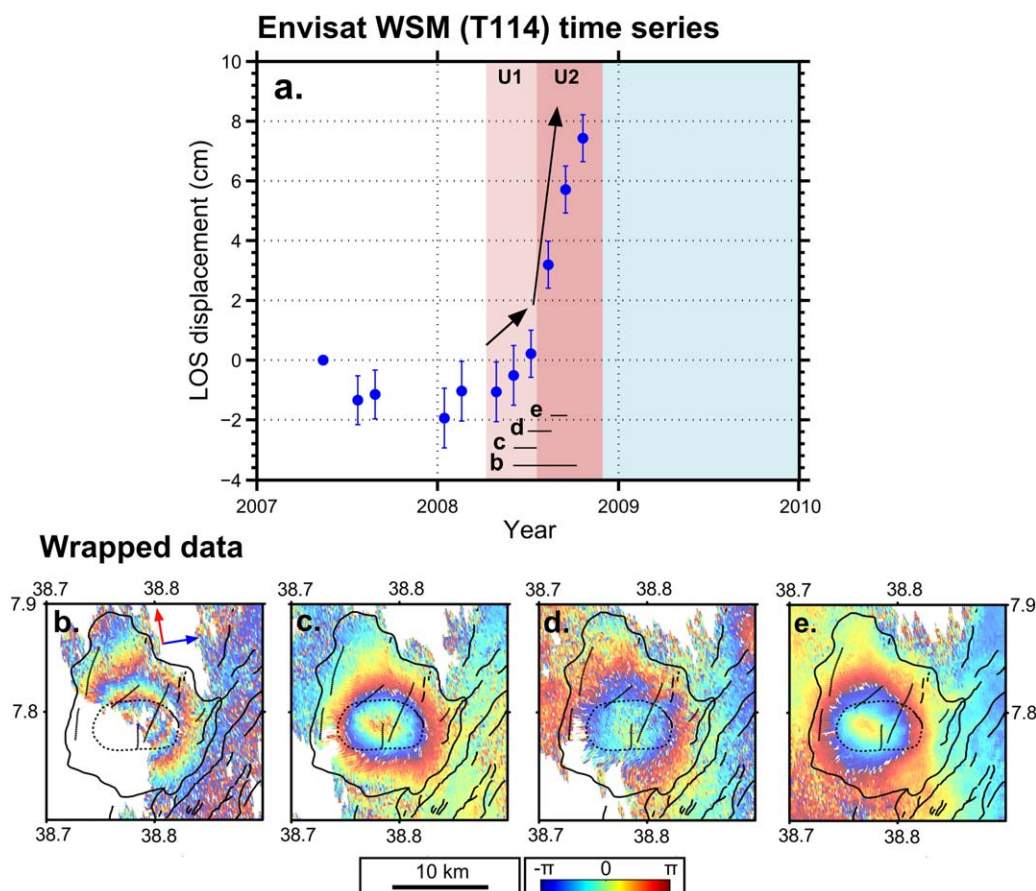 Envisat WSM (T114) time series
a.
U1 U2
LOS displacement (cm)
10
8
6
4
2
0
−2
−4
e
d
c
b
2007 2008 2009 2010
Year
Wrapped data
38.7 38.8 38.7 38.8 38.7 38.8 38.7 38.8
7.9 7.9
b. c. d. e.
7.8 7.8
38.7 38.8 38.7 38.8 38.7 38.8 38.7 38.8
10 km
-π 0 π